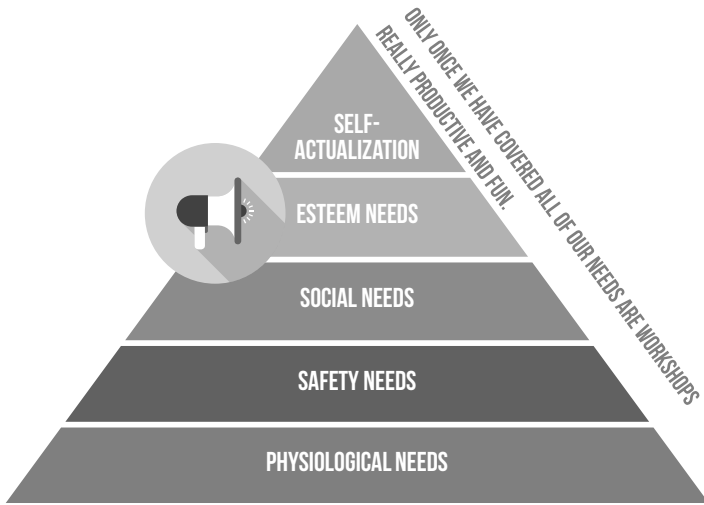 ONLY ONCE WE HAVE COVERED ALL OF OUR NEEDS ARE WORKSHOPS
REALLY PRODUCTIVE AND FUN.
SELF-
ACTUALIZATION
ESTEEM NEEDS
SOCIAL NEEDS
SAFETY NEEDS
PHYSIOLOGICAL NEEDS